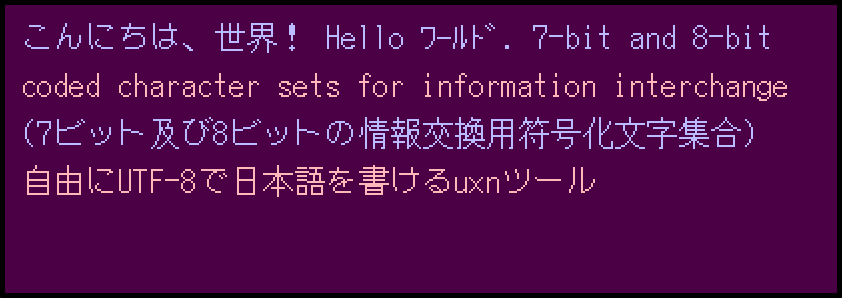 こんにちは、世界！ Hello ﾜｰﾙﾄﾞ. 7-bit and 8-bit
coded character sets for information interchange
(7ビット及び8ビットの情報交換用符号化文字集合)
自由にUTF-8で日本語を書けるuxnツール